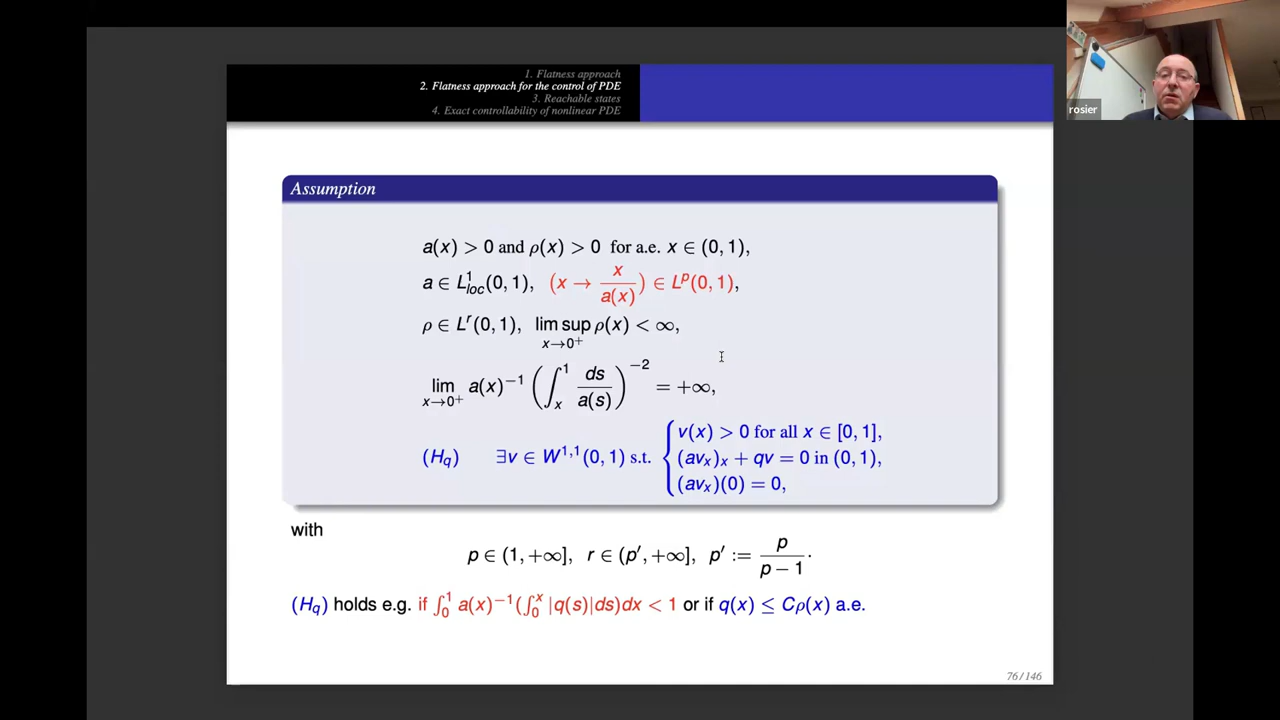 1. Flatness approach
2. Flatness approach for the control of PDE
3. Reachable states
4. Exact controllability of nonlinear PDE
rosier
Assumption
a(x) > 0 and ρ(x) > 0 for a.e. x ∈ (0, 1),
a ∈ L¹_loc(0, 1), (x → x/a(x)) ∈ Lᵖ(0, 1),
ρ ∈ Lʳ(0, 1), lim sup_{x→0⁺} ρ(x) < ∞,
lim_{x→0⁺} a(x)⁻¹ (∫_x^1 ds/a(s))⁻² = +∞,
(H_q) ∃v ∈ W^{1,1}(0, 1) s.t. { v(x) > 0 for all x ∈ [0, 1],
(av_x)_x + qv = 0 in (0, 1),
(av_x)(0) = 0,
with
p ∈ (1, +∞], r ∈ (p′, +∞], p′ := p/(p − 1)·
(H_q) holds e.g. if ∫_0^1 a(x)⁻¹(∫_0^x |q(s)|ds)dx < 1 or if q(x) ≤ Cρ(x) a.e.
76/146